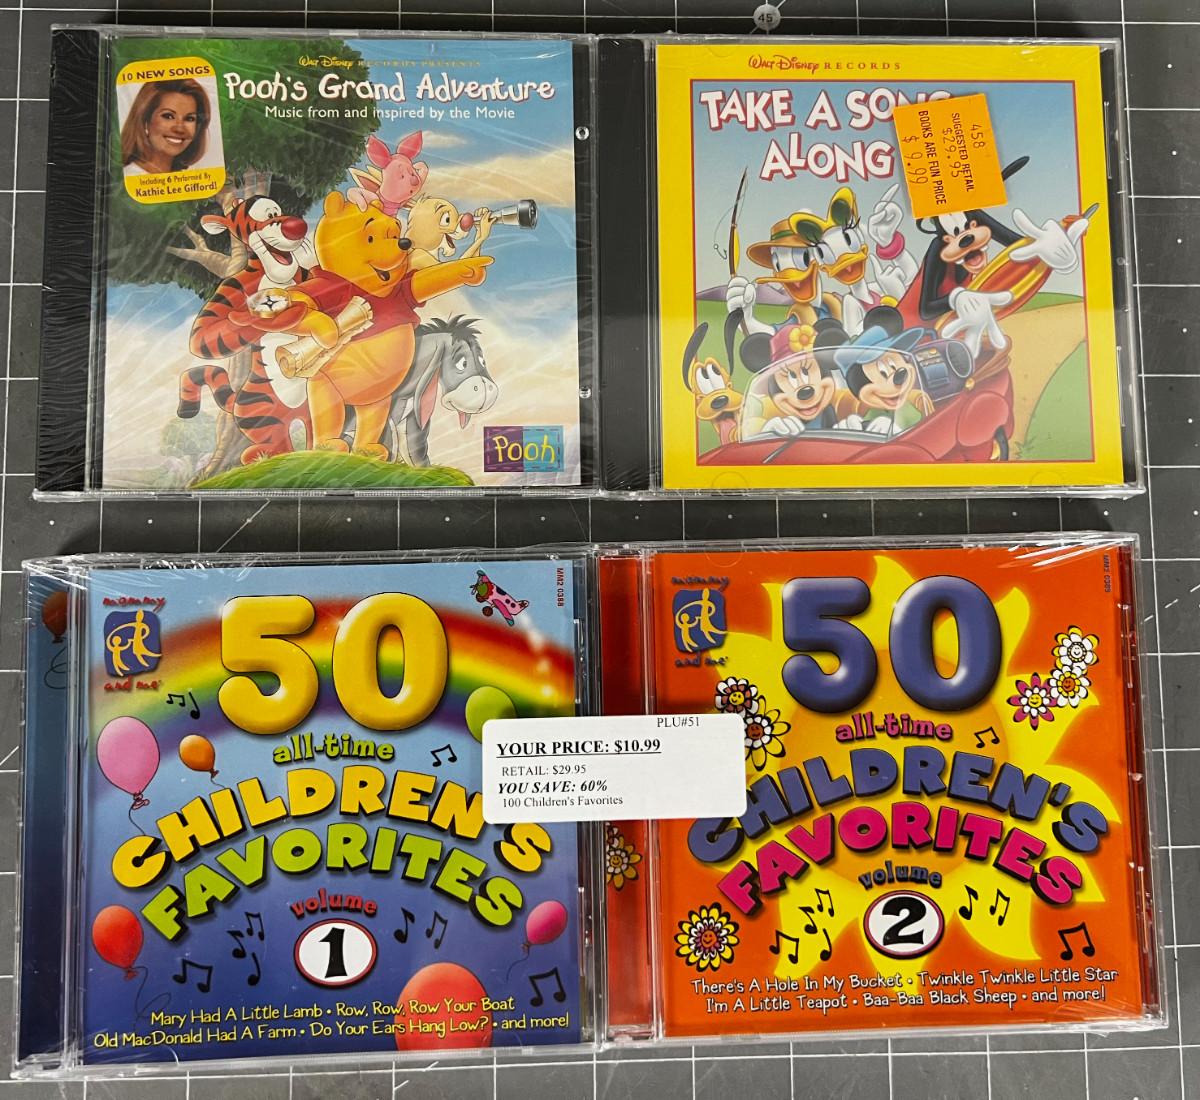 45
Walt Disney RECORDS PRESENTS
Pooh's Grand Adventure
Music from and inspired by the Movie
10 NEW SONGS
Including 6 Performed By
Kathie Lee Gifford!
Pooh
Walt Disney RECORDS
TAKE A SONG
ALONG
458
SUGGESTED RETAIL
$29.95
BOOKS ARE FUN PRICE
$ 9.99
mommy
and me
MM2 0388
50
all-time
CHILDREN'S
FAVORITES
volume
1
Mary Had A Little Lamb • Row, Row, Row Your Boat
Old MacDonald Had A Farm • Do Your Ears Hang Low? • and more!
PLU#51
YOUR PRICE: $10.99
RETAIL: $29.95
YOU SAVE: 60%
100 Children's Favorites
mommy
and me
MM2 0389
50
all-time
CHILDREN'S
FAVORITES
volume
2
There's A Hole In My Bucket • Twinkle Twinkle Little Star
I'm A Little Teapot • Baa-Baa Black Sheep • and more!